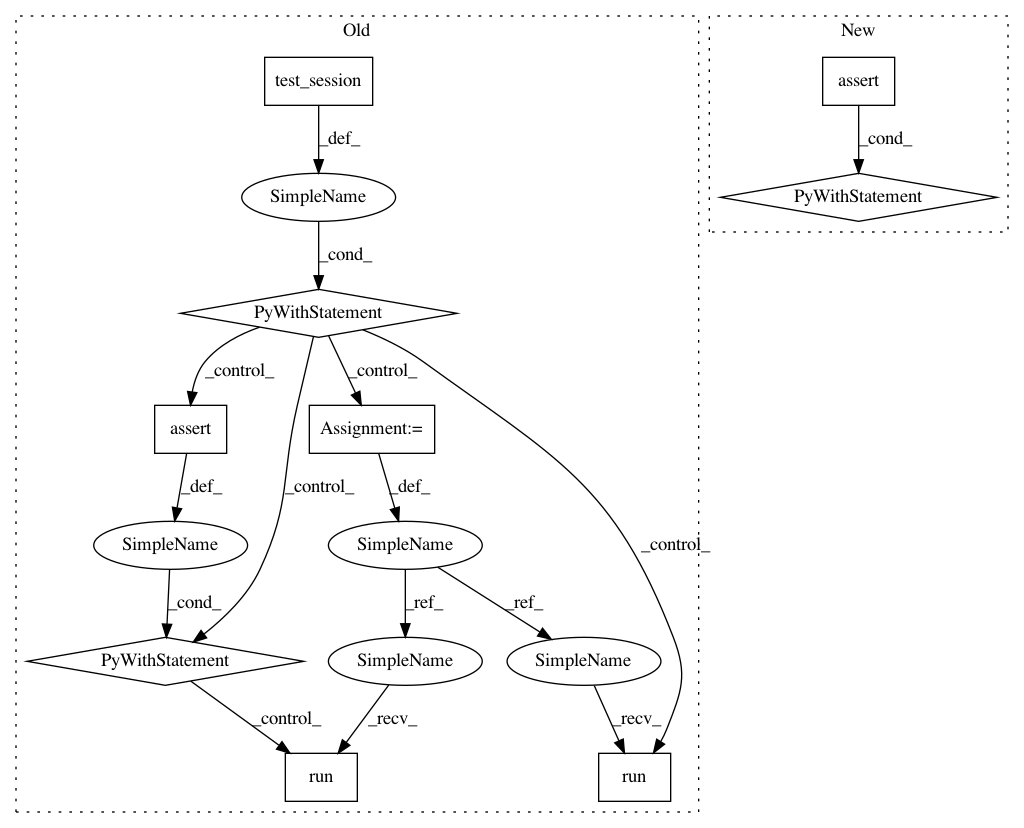 Old
New
test_session
assert
_def_
_cond_
SimpleName
PyWithStatement
_cond_
PyWithStatement
_control_
_control_
assert
Assignment:=
_def_
_control_
_def_
_control_
SimpleName
SimpleName
_cond_
_ref_
_ref_
PyWithStatement
SimpleName
SimpleName
_control_
_recv_
_recv_
run
run